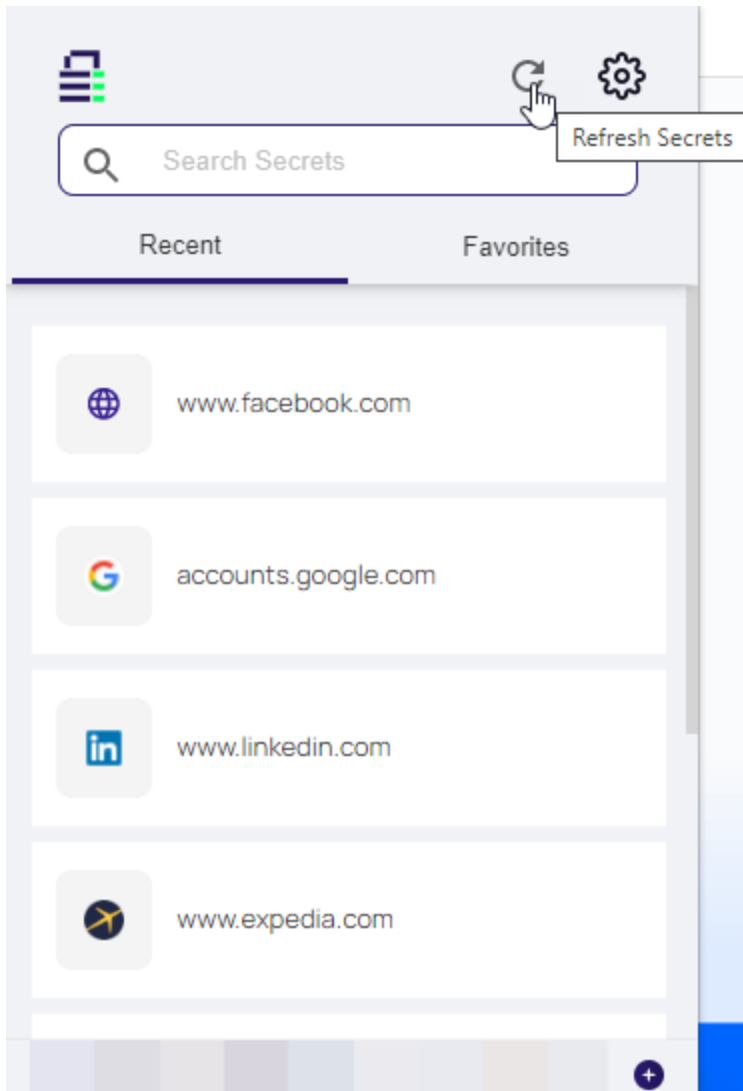 Refresh Secrets
Search Secrets
Recent Favorites
www.facebook.com
accounts.google.com
www.linkedin.com
www.expedia.com